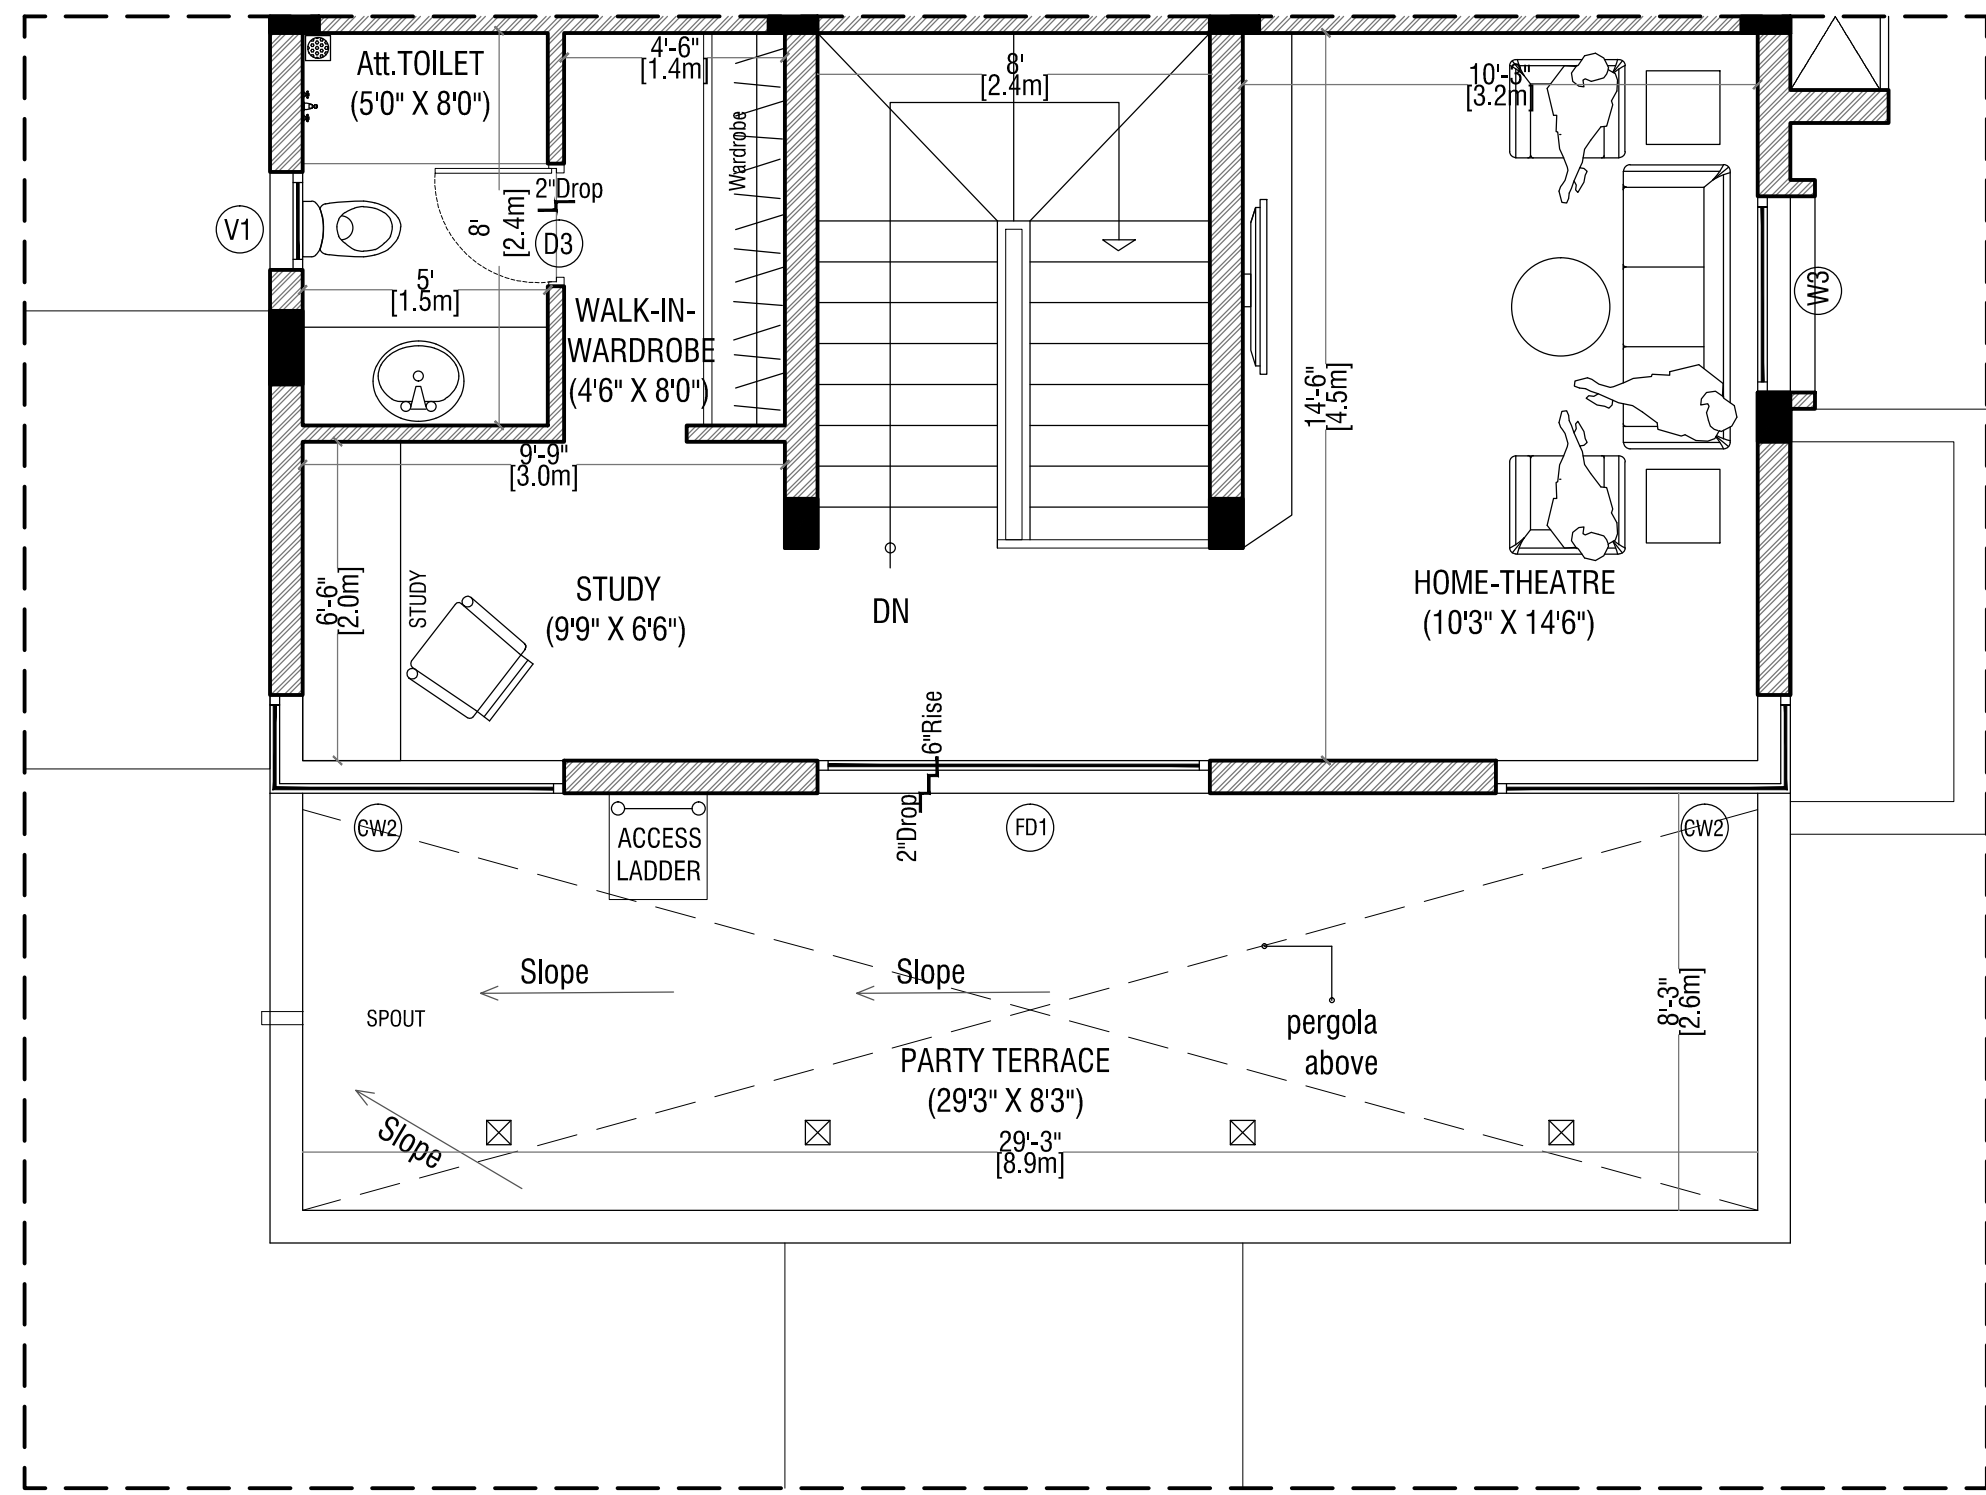 Att.TOILET
(5'0" X 8'0")
4'-6"
[1.4m]
8'
[2.4m]
10'-3"
[3.2m]
Wardrobe
2"Drop
V1
8'
[2.4m]
D3
5'
[1.5m]
WALK-IN-
WARDROBE
(4'6" X 8'0")
W3
14'-6"
[4.5m]
9'-9"
[3.0m]
6'-6"
[2.0m]
STUDY
STUDY
(9'9" X 6'6")
DN
HOME-THEATRE
(10'3" X 14'6")
6"Rise
2"Drop
CW2
ACCESS
LADDER
FD1
CW2
Slope
Slope
SPOUT
pergola
above
8'-3"
[2.6m]
PARTY TERRACE
(29'3" X 8'3")
Slope
29'-3"
[8.9m]